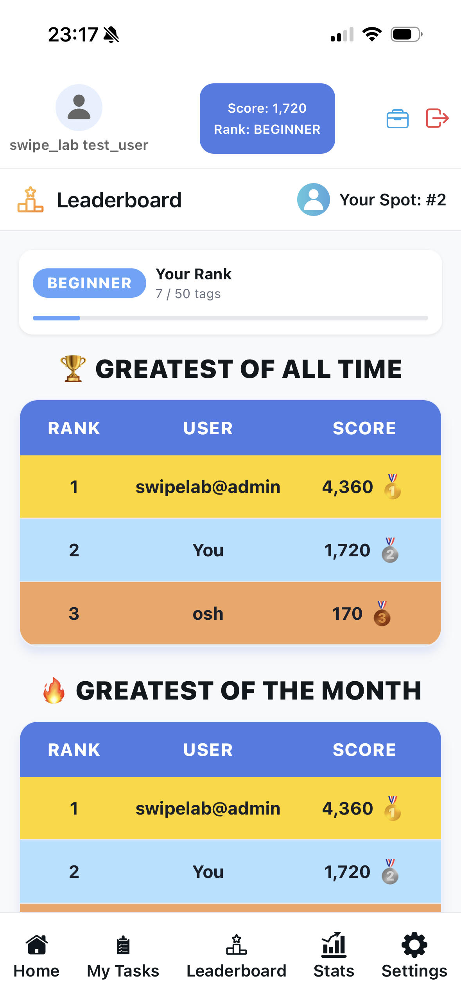 23:17
Score: 1,720
Rank: BEGINNER
swipe_lab test_user
Leaderboard
Your Spot: #2
BEGINNER
Your Rank
7 / 50 tags
🏆 GREATEST OF ALL TIME
RANK USER SCORE
1 swipelab@admin 4,360 🥇
2 You 1,720 🥈
3 osh 170 🥉
🔥 GREATEST OF THE MONTH
RANK USER SCORE
1 swipelab@admin 4,360 🥇
2 You 1,720 🥈
Home My Tasks Leaderboard Stats Settings